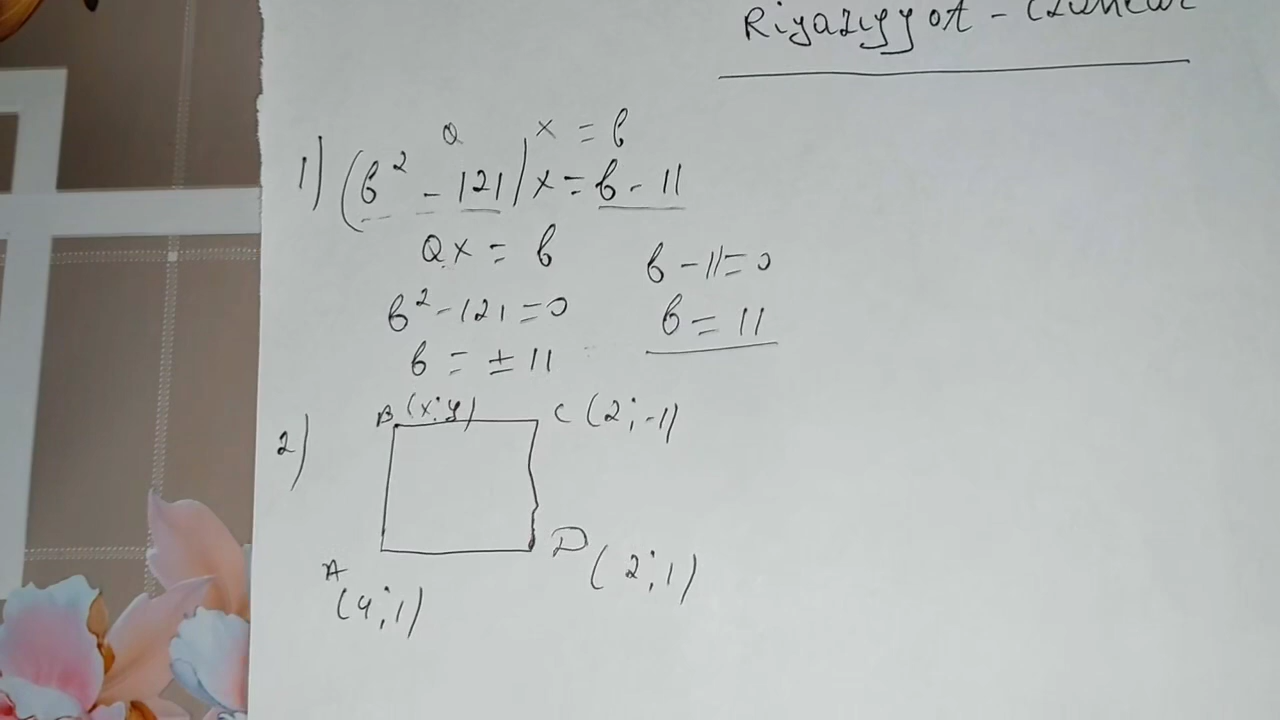 Riyaziyyat -
a x = b
1) (b² - 121) x = b - 11
ax = b
b - 11 = 0
b² - 121 = 0
b = 11
b = ± 11
2)
B (x; y)
C (2; -1)
D (2; 1)
A
(4; 1)